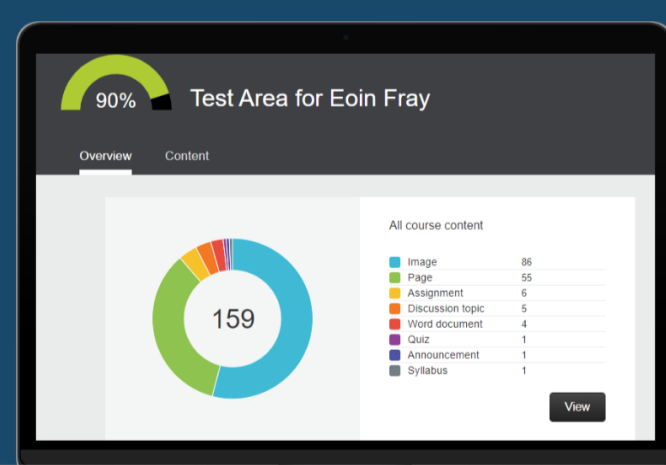 90%
Test Area for Eoin Fray
Overview Content
All course content
159
Image 86
Page 55
Assignment 6
Discussion topic 5
Word document 4
Quiz 1
Announcement 1
Syllabus 1
View